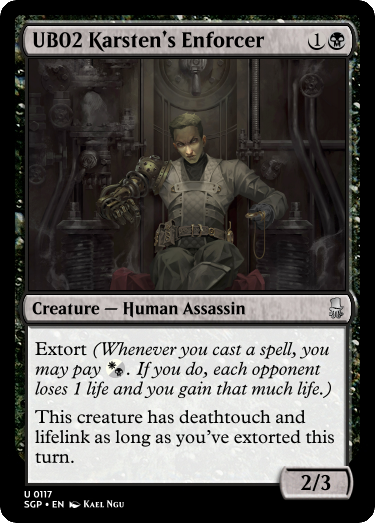 UB02 Karsten's Enforcer 1
Creature — Human Assassin
Extort (Whenever you cast a spell, you
may pay . If you do, each opponent
loses 1 life and you gain that much life.)
This creature has deathtouch and
lifelink as long as you've extorted this
turn.
2/3
U 0117
SGP • EN Kael Ngu